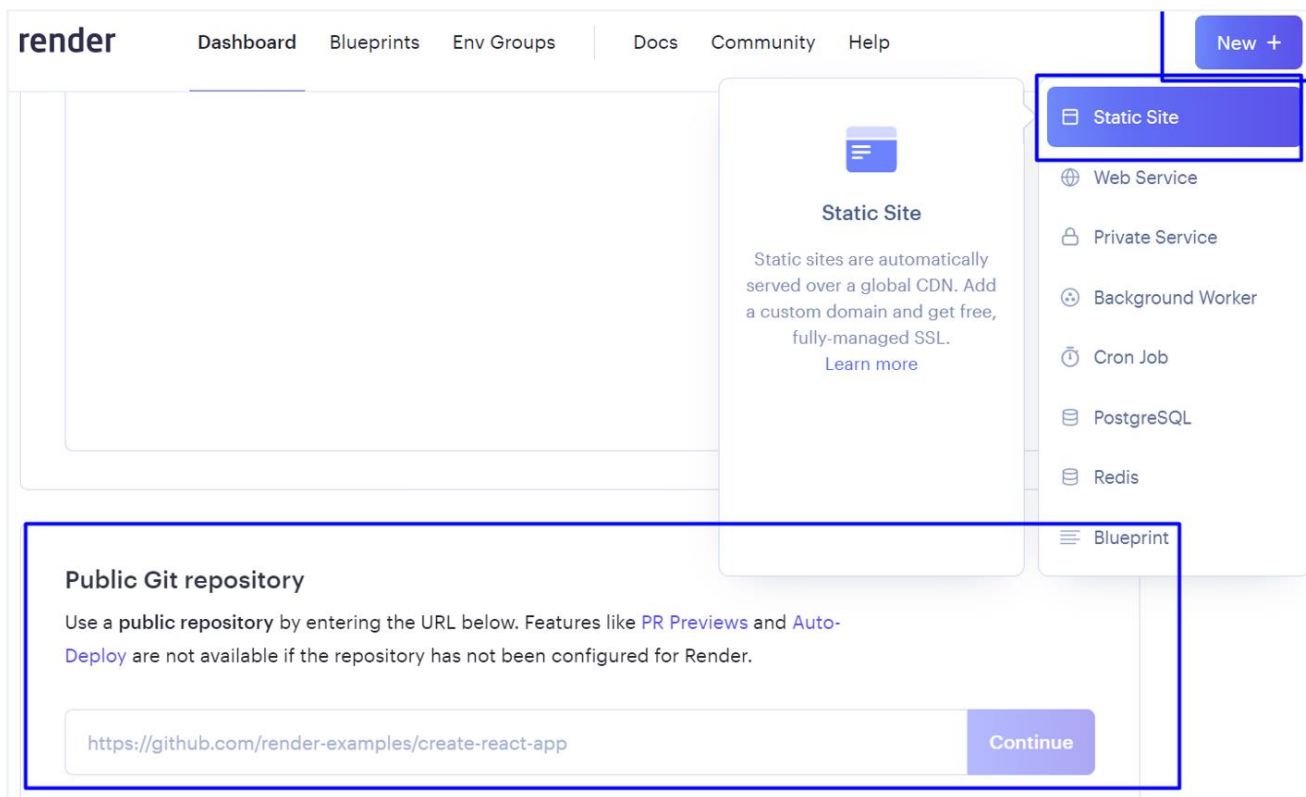 render
Dashboard
Blueprints
Env Groups
Docs
Community
Help
New +
Static Site
Static sites are automatically
served over a global CDN. Add
a custom domain and get free,
fully-managed SSL.
Learn more
Static Site
Web Service
Private Service
Background Worker
Cron Job
PostgreSQL
Redis
Blueprint
Public Git repository
Use a public repository by entering the URL below. Features like PR Previews and Auto-
Deploy are not available if the repository has not been configured for Render.
https://github.com/render-examples/create-react-app
Continue